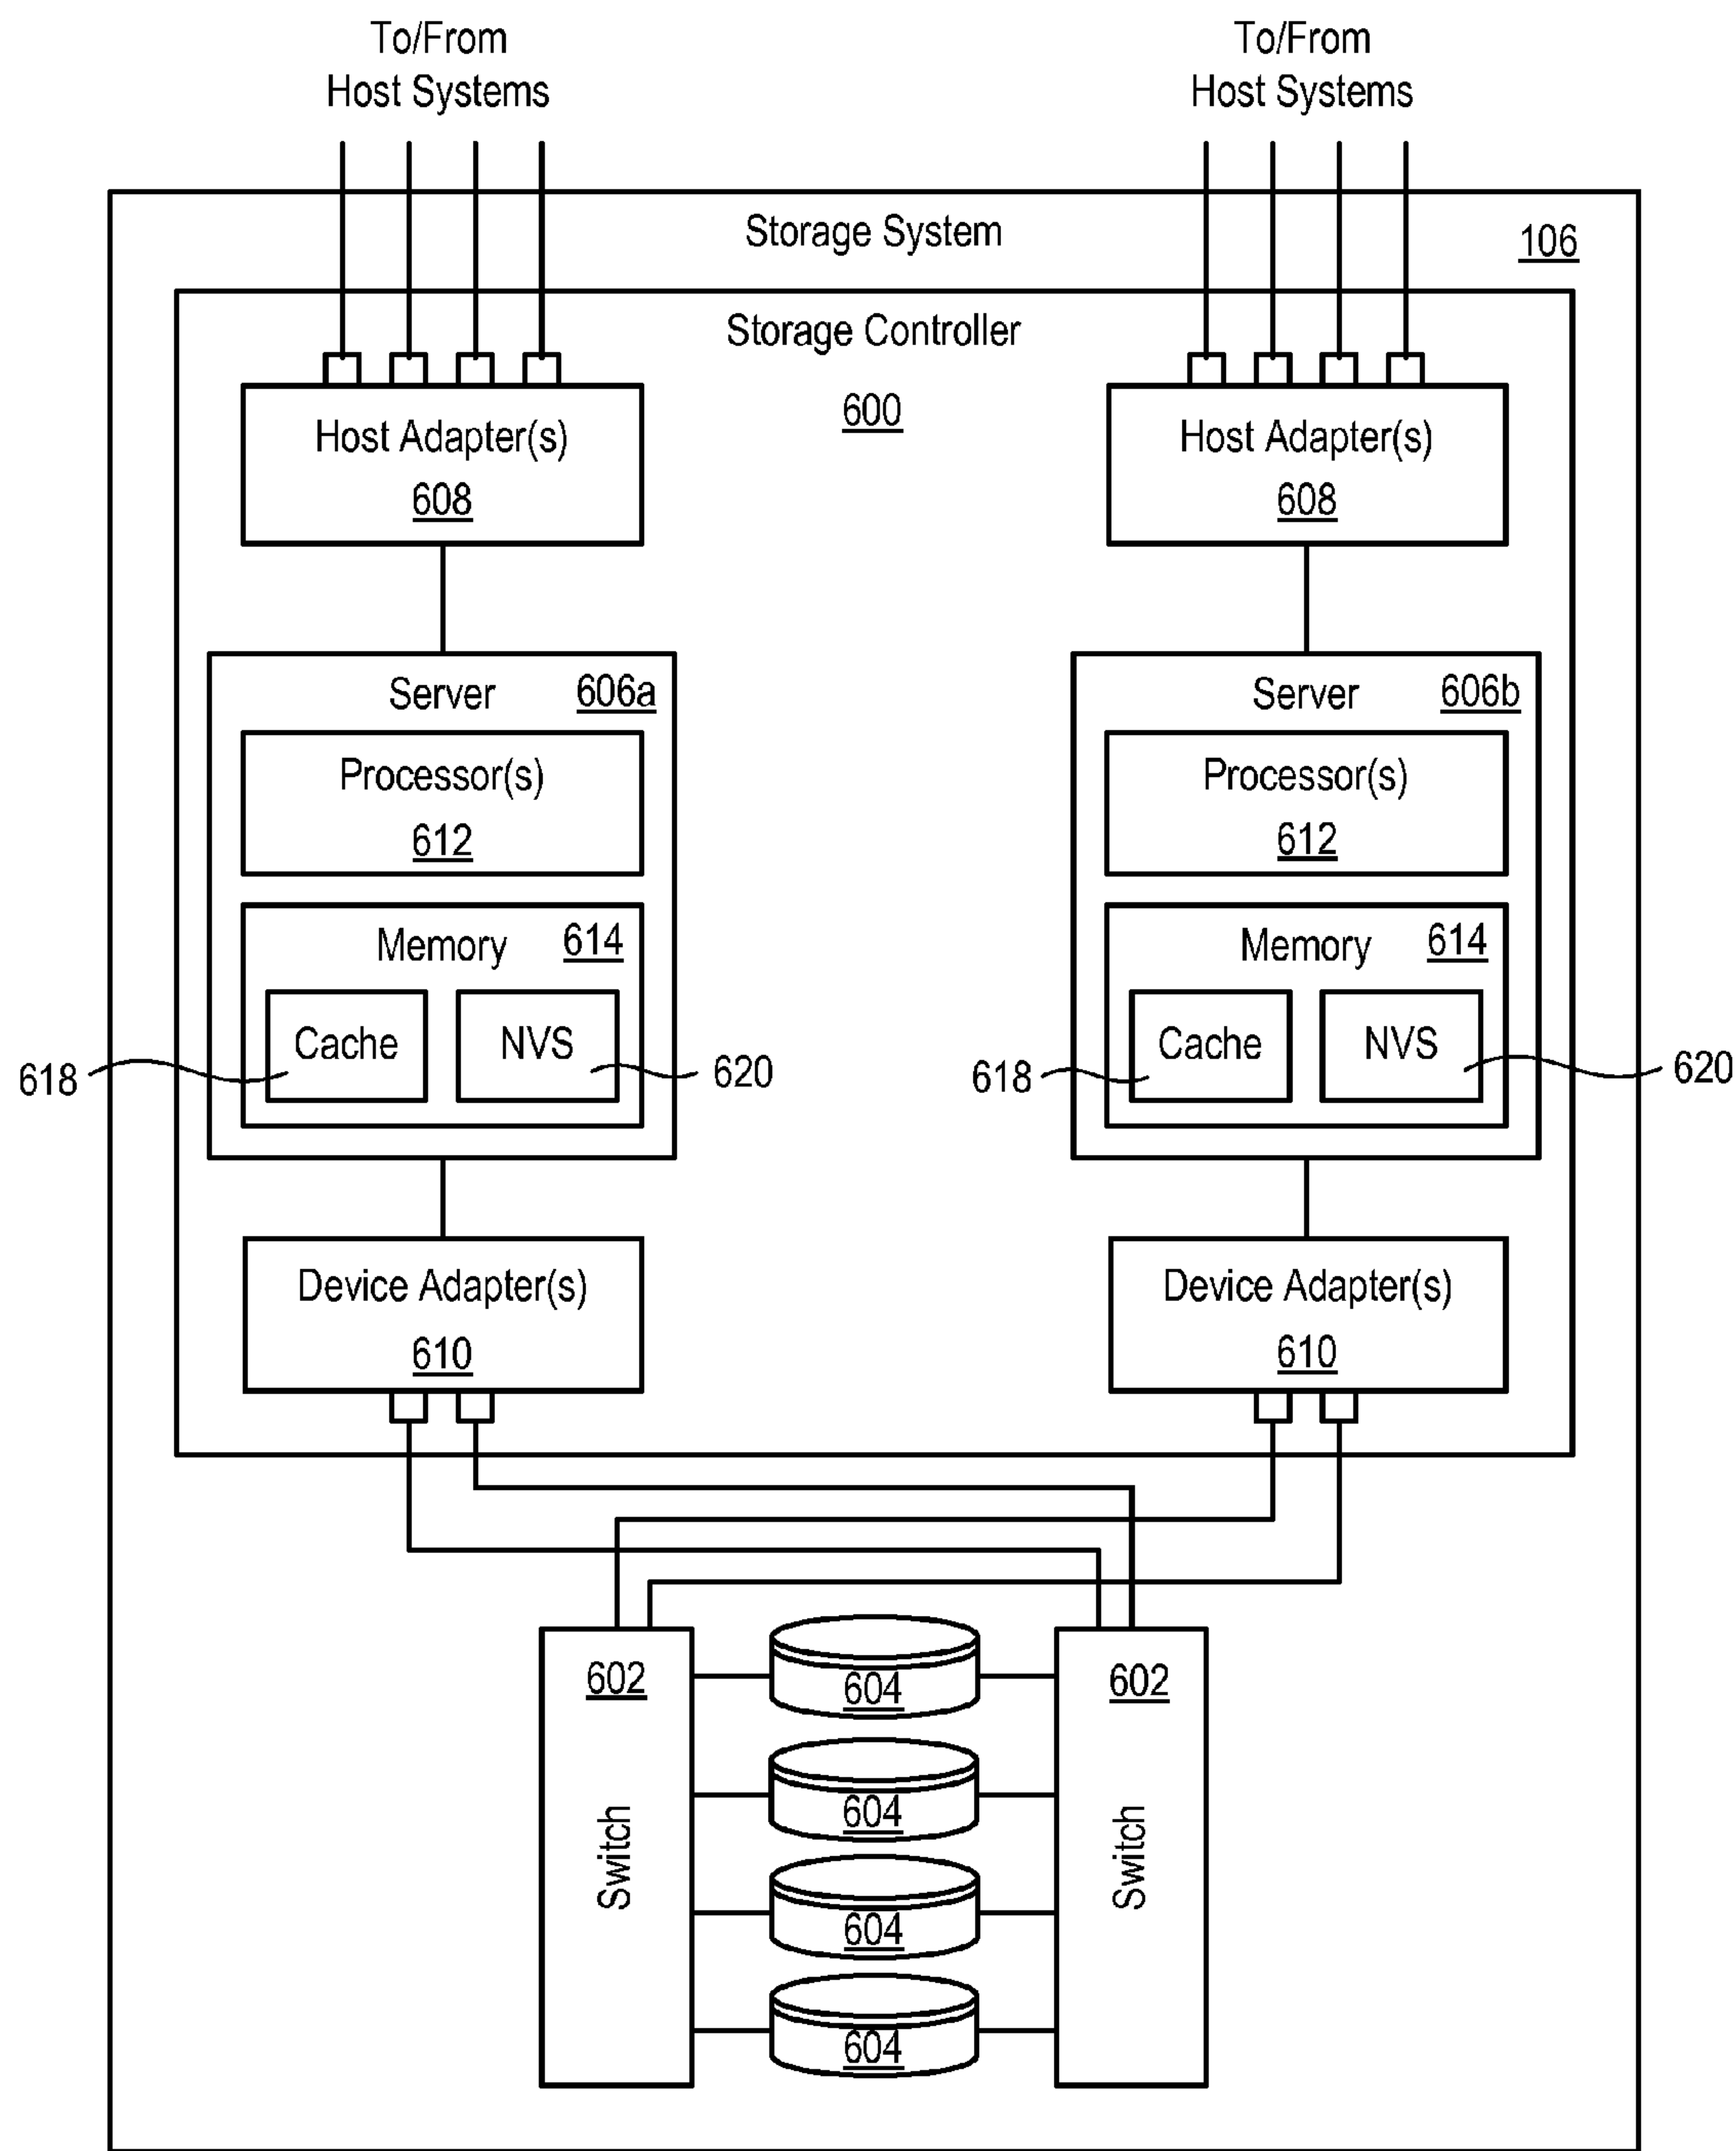 To/From
Host Systems
To/From
Host Systems
Storage System
106
Storage Controller
600
Host Adapter(s)
608
Host Adapter(s)
608
Server
606a
Processor(s)
612
Memory
614
Cache
NVS
618
620
Server
606b
Processor(s)
612
Memory
614
Cache
NVS
618
620
Device Adapter(s)
610
Device Adapter(s)
610
602
Switch
604
604
604
604
602
Switch